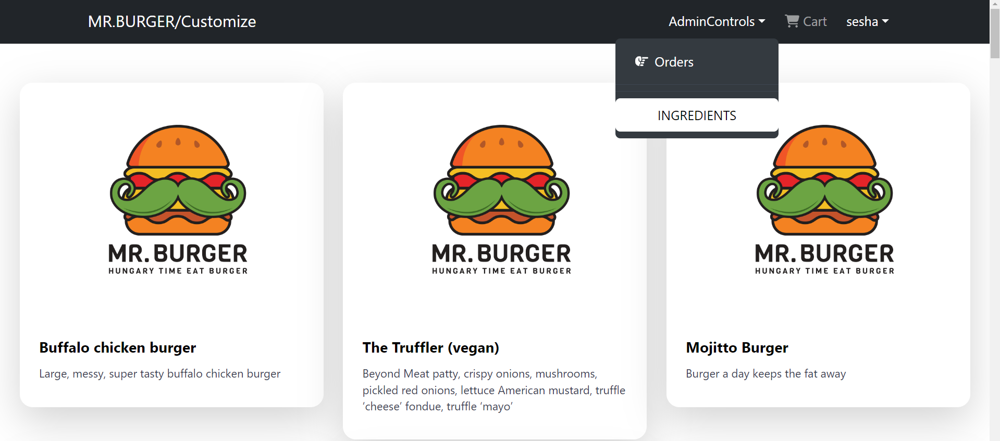 MR.BURGER/Customize
AdminControls
Cart
sesha
Orders
INGREDIENTS
MR. BURGER
HUNGARY TIME EAT BURGER
Buffalo chicken burger
Large, messy, super tasty buffalo chicken burger
MR. BURGER
HUNGARY TIME EAT BURGER
The Truffler (vegan)
Beyond Meat patty, crispy onions, mushrooms,
pickled red onions, lettuce American mustard, truffle
‘cheese’ fondue, truffle ‘mayo’
MR. BURGER
HUNGARY TIME EAT BURGER
Mojitto Burger
Burger a day keeps the fat away